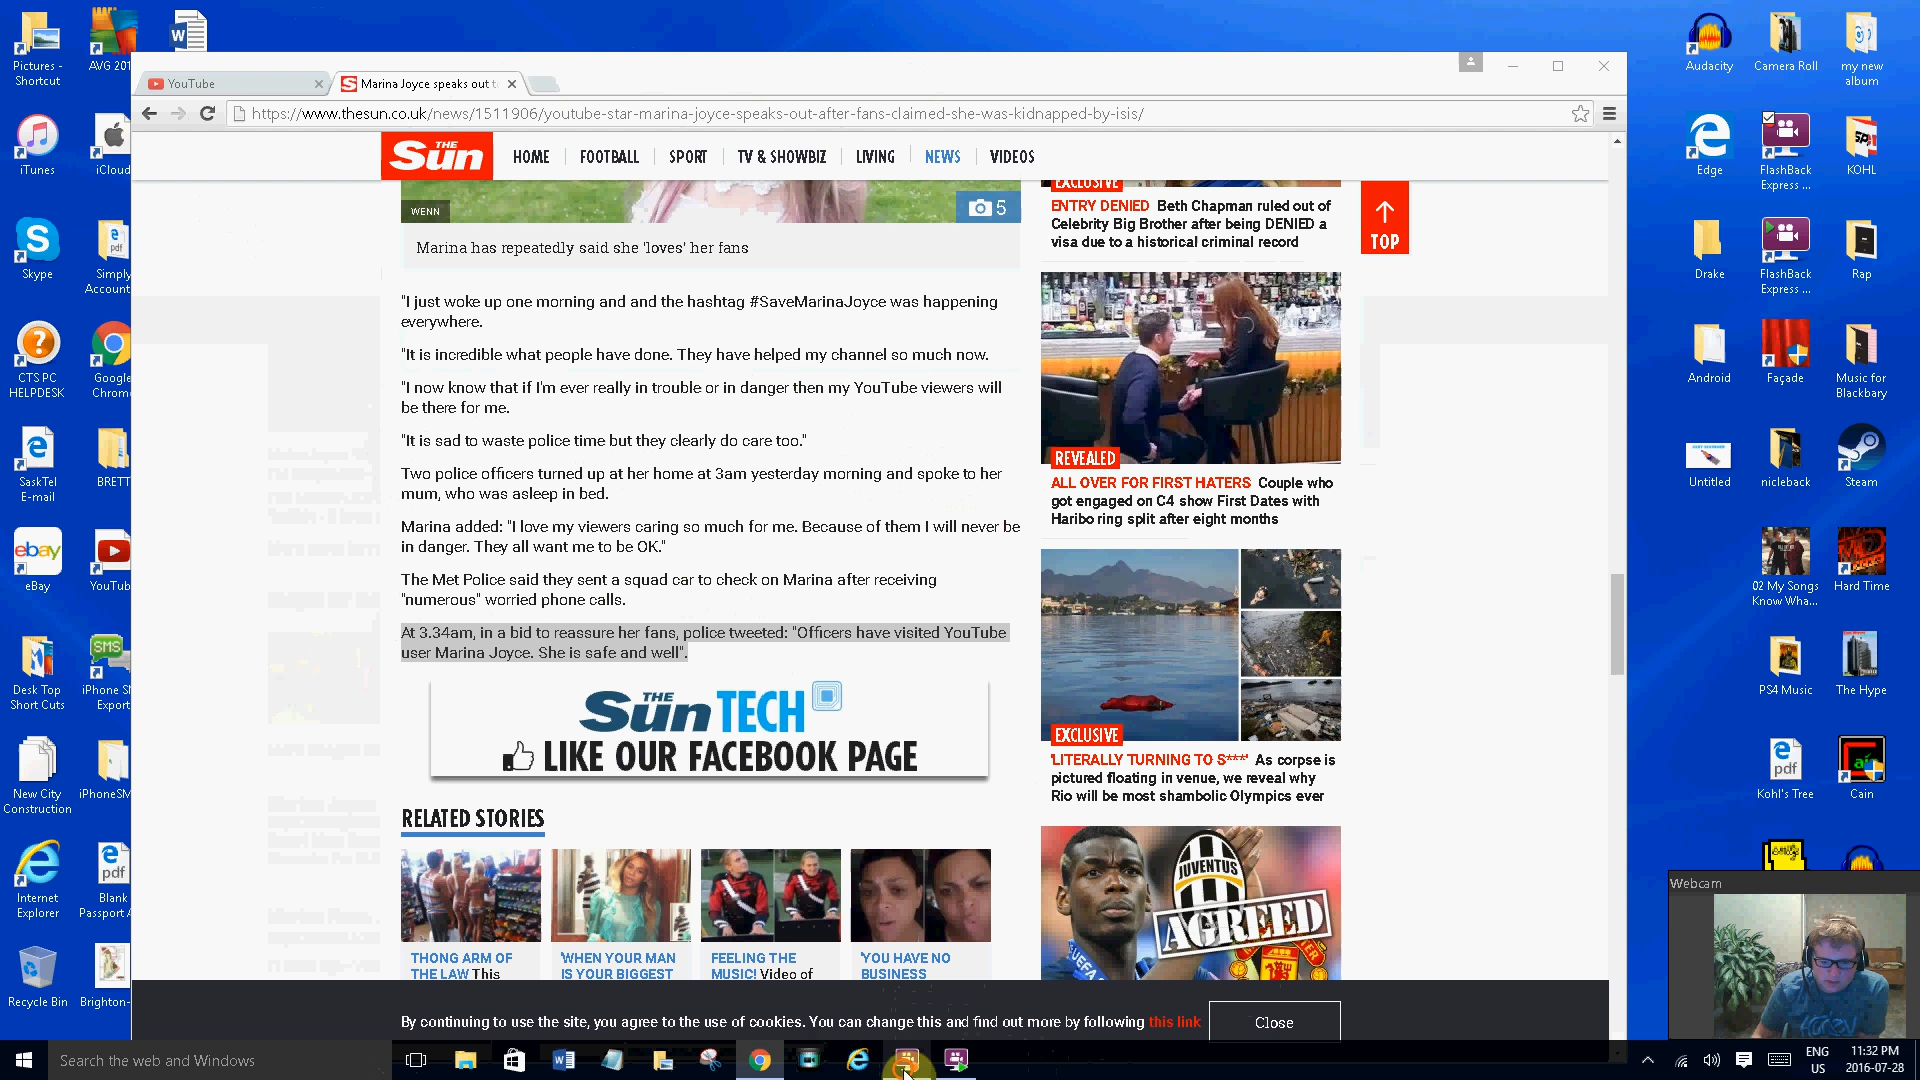 Pictures - Shortcut
AVG 201
YouTube
Marina Joyce speaks out t
https://www.thesun.co.uk/news/1511906/youtube-star-marina-joyce-speaks-out-after-fans-claimed-she-was-kidnapped-by-isis/
THE Sun
HOME
FOOTBALL
SPORT
TV & SHOWBIZ
LIVING
NEWS
VIDEOS
WENN
5
Marina has repeatedly said she 'loves' her fans
"I just woke up one morning and and the hashtag #SaveMarinaJoyce was happening
everywhere.
"It is incredible what people have done. They have helped my channel so much now.
"I now know that if I'm ever really in trouble or in danger then my YouTube viewers will
be there for me.
"It is sad to waste police time but they clearly do care too."
Two police officers turned up at her home at 3am yesterday morning and spoke to her
mum, who was asleep in bed.
Marina added: "I love my viewers caring so much for me. Because of them I will never be
in danger. They all want me to be OK."
The Met Police said they sent a squad car to check on Marina after receiving
"numerous" worried phone calls.
At 3.34am, in a bid to reassure her fans, police tweeted: "Officers have visited YouTube
user Marina Joyce. She is safe and well".
THE Sun TECH
LIKE OUR FACEBOOK PAGE
RELATED STORIES
THONG ARM OF
THE LAW This
'WHEN YOUR MAN
IS YOUR BIGGEST
FEELING THE
MUSIC! Video of
'YOU HAVE NO
BUSINESS
EXCLUSIVE
ENTRY DENIED Beth Chapman ruled out of
Celebrity Big Brother after being DENIED a
visa due to a historical criminal record
REVEALED
ALL OVER FOR FIRST HATERS Couple who
got engaged on C4 show First Dates with
Haribo ring split after eight months
EXCLUSIVE
'LITERALLY TURNING TO S***' As corpse is
pictured floating in venue, we reveal why
Rio will be most shambolic Olympics ever
JUVENTUS
AGREED
TOP
By continuing to use the site, you agree to the use of cookies. You can change this and find out more by following this link
Close
iTunes
iCloud
Skype
Simply
Account
CTS PC
HELPDESK
Google
Chrom
SaskTel
E-mail
BRETT
ebay
eBay
YouTub
SMS
Desk Top
Short Cuts
iPhone S
Export
New City
Construction
iPhoneSM
Internet
Explorer
pdf
Blank
Passport A
Recycle Bin
Brighton-
Audacity
Camera Roll
my new
album
Edge
FlashBack
Express ...
KOHL
Drake
FlashBack
Express ...
Rap
Android
Façade
Music for
Blackbary
Untitled
nicleback
Steam
02 My Songs
Know Wha...
Hard Time
PS4 Music
The Hype
pdf
Kohl's Tree
Cain
Webcam
Search the web and Windows
ENG
US
11:32 PM
2016-07-28